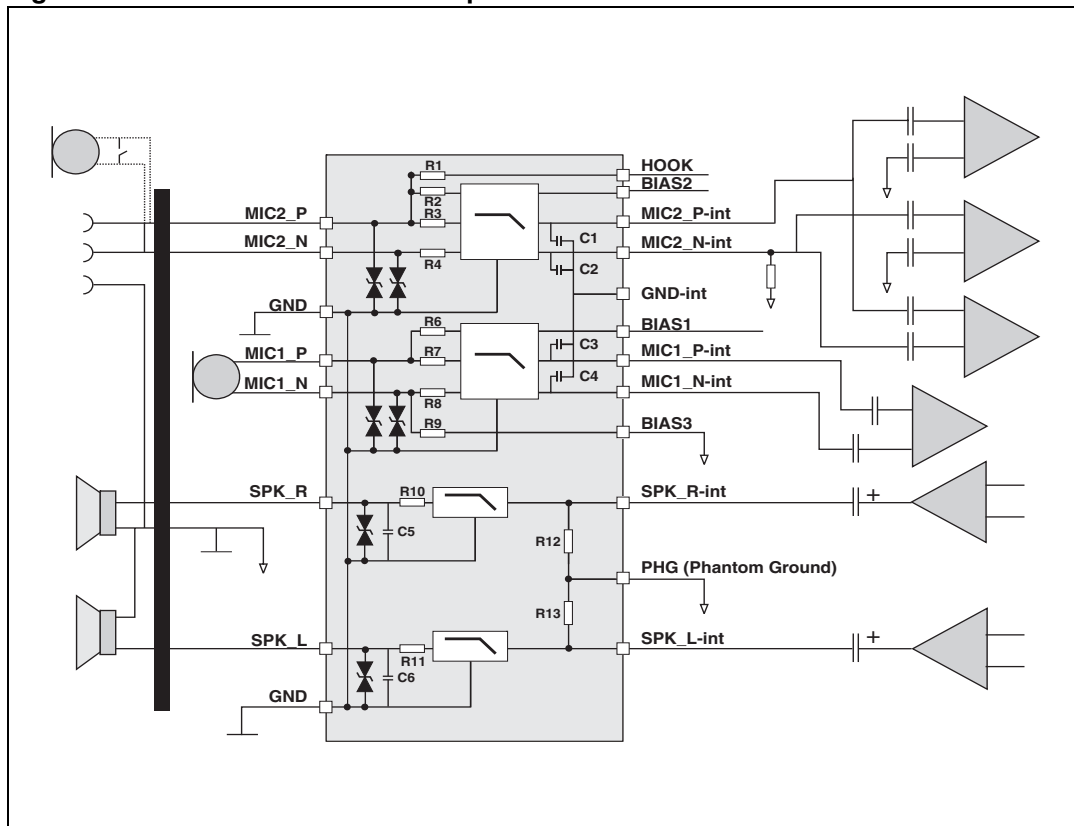 R1
HOOK
BIAS2
R2
MIC2_P
R3
MIC2_P-int
C1
MIC2_N
MIC2_N-int
R4
C2
GND-int
GND
R6
BIAS1
MIC1_P
R7
C3
MIC1_P-int
C4
MIC1_N
MIC1_N-int
R8
R9
BIAS3
SPK_R
R10
SPK_R-int
+
C5
R12
PHG (Phantom Ground)
R13
SPK_L
SPK_L-int
+
R11
C6
GND